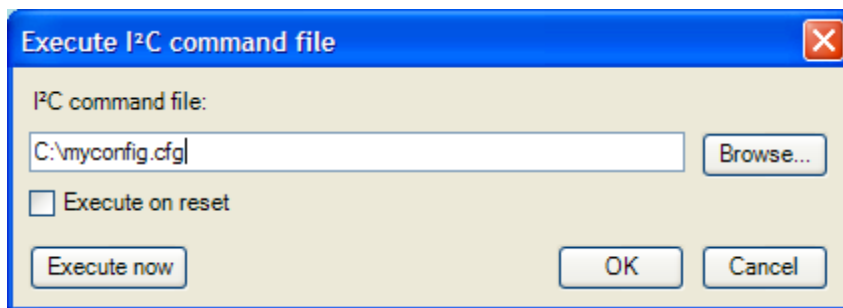 Execute I²C command file
I²C command file:
C:\myconfig.cfg
Browse...
Execute on reset
Execute now
OK
Cancel